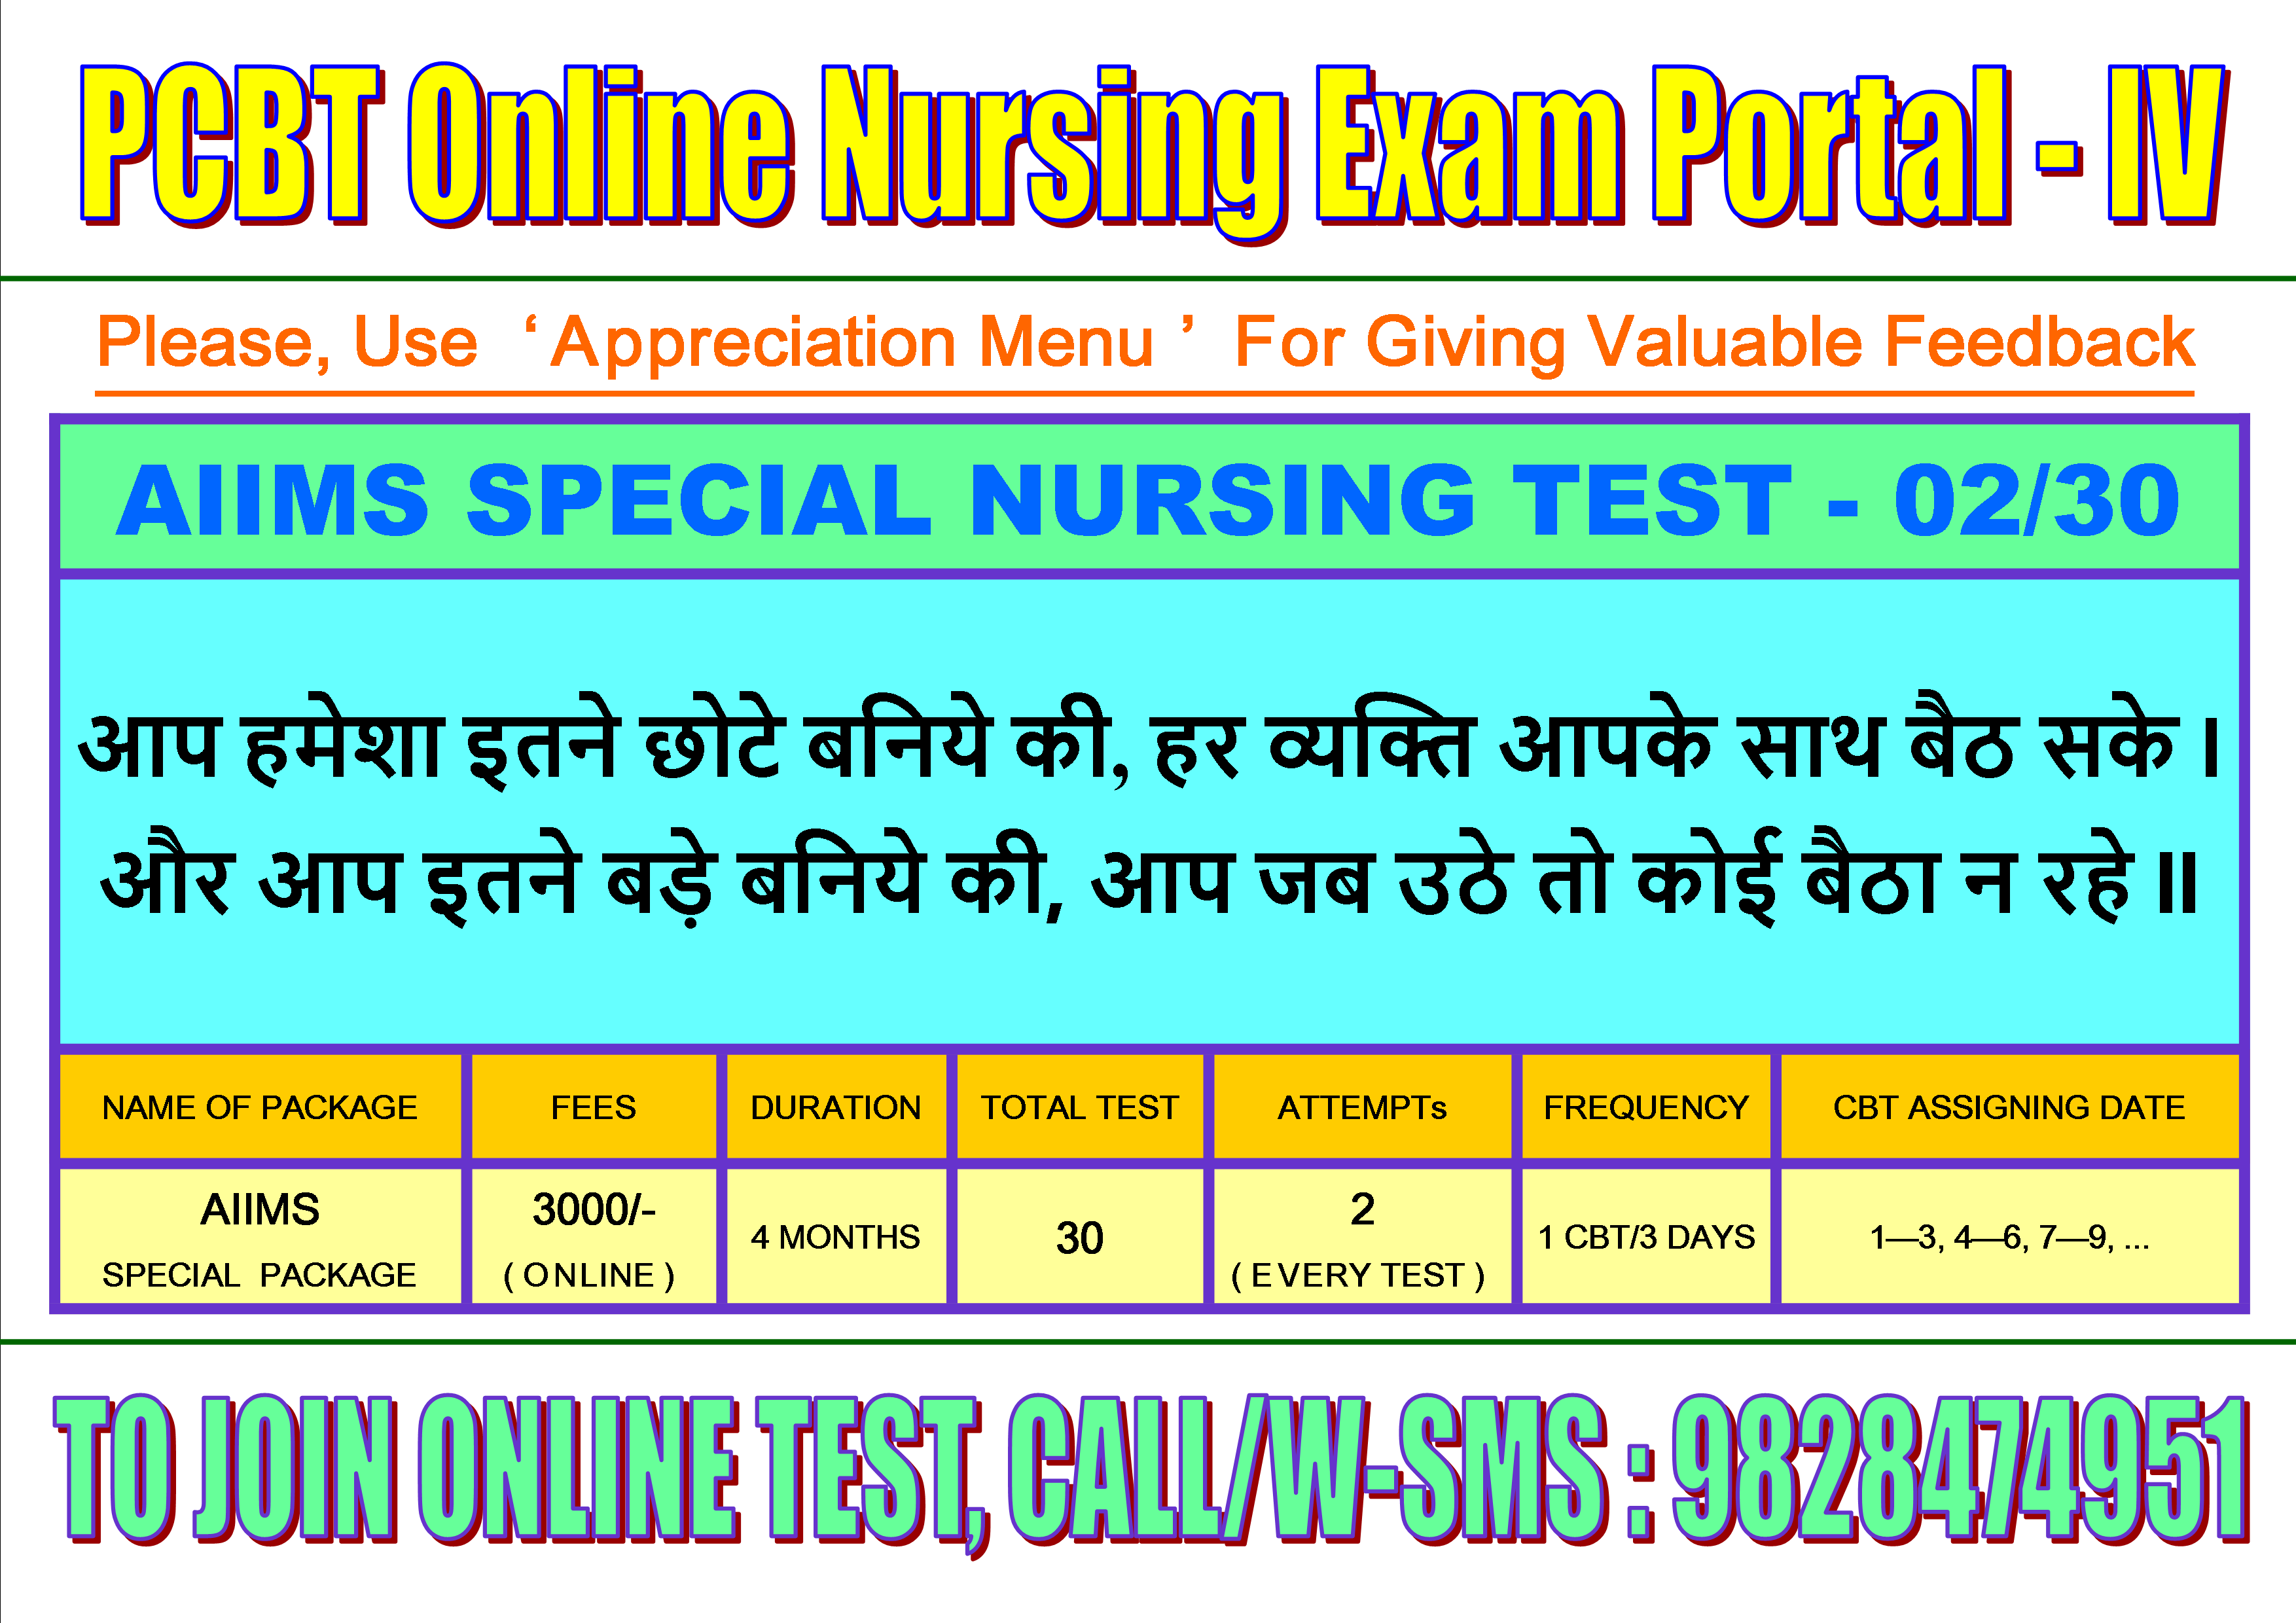 PCBT Online Nursing Exam Portal - IV
Please, Use ‘Appreciation Menu’ For Giving Valuable Feedback
AIIMS SPECIAL NURSING TEST - 02/30
आप हमेशा इतने छोटे बनिये की, हर व्यक्ति आपके साथ बैठ सके ।
और आप इतने बड़े बनिये की, आप जब उठे तो कोई बैठा न रहे ॥
NAME OF PACKAGE FEES DURATION TOTAL TEST ATTEMPTs FREQUENCY CBT ASSIGNING DATE
AIIMS 3000/- 2
4 MONTHS 30 1 CBT/3 DAYS 1—3, 4—6, 7—9, ...
SPECIAL PACKAGE ( ONLINE ) ( EVERY TEST )
TO JOIN ONLINE TEST, CALL/W-SMS : 9828474951